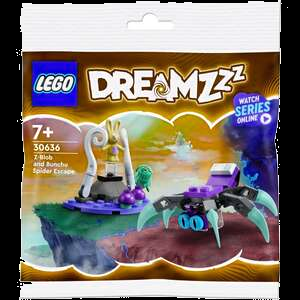 LEGO
DREAMZzz
WATCH
SERIES
ONLINE
7+
30636
Z-Blob
and Bunchu
Spider Escape